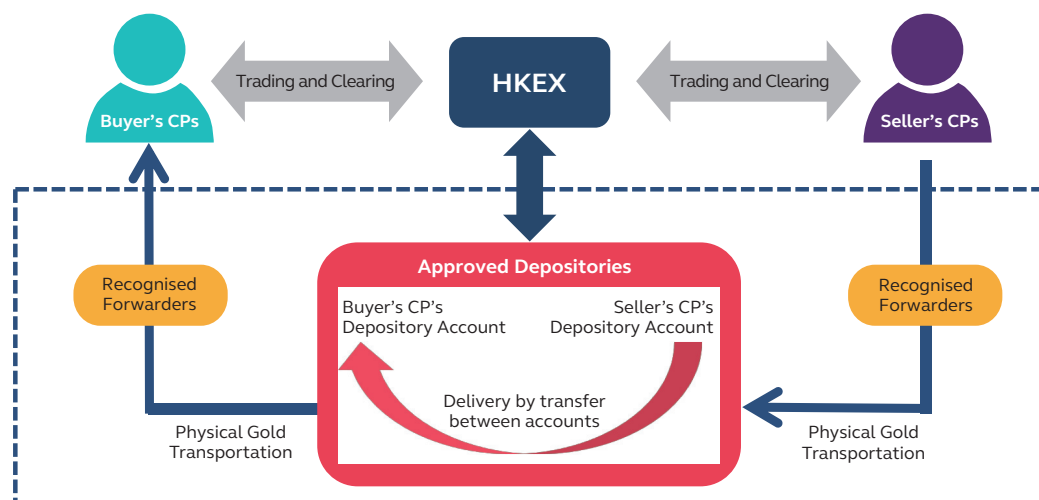 Trading and Clearing
HKEX
Trading and Clearing
Buyer's CPs
Seller's CPs
Approved Depositories
Recognised
Forwarders
Recognised
Forwarders
Buyer's CP's
Depository Account
Seller's CP's
Depository Account
Delivery by transfer
between accounts
Physical Gold
Transportation
Physical Gold
Transportation